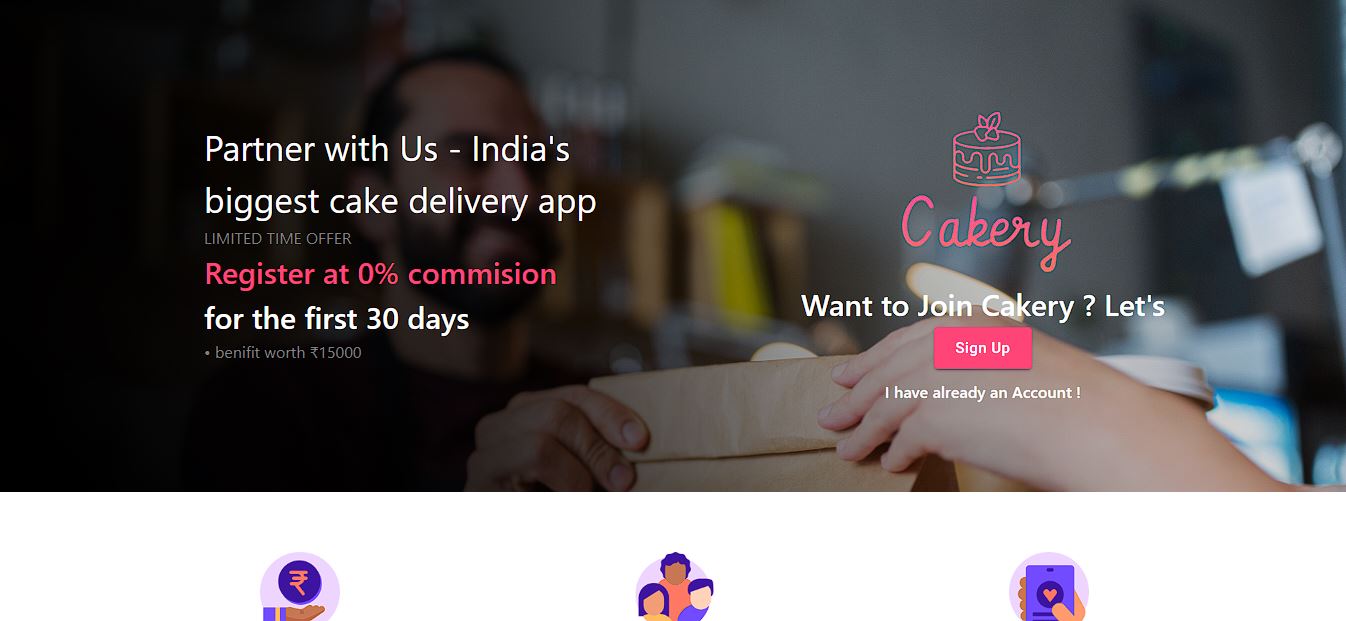 Partner with Us - India's
biggest cake delivery app
LIMITED TIME OFFER
Register at 0% commision
for the first 30 days
• benifit worth ₹15000
Cakery
Want to Join Cakery ? Let's
Sign Up
I have already an Account !
₹